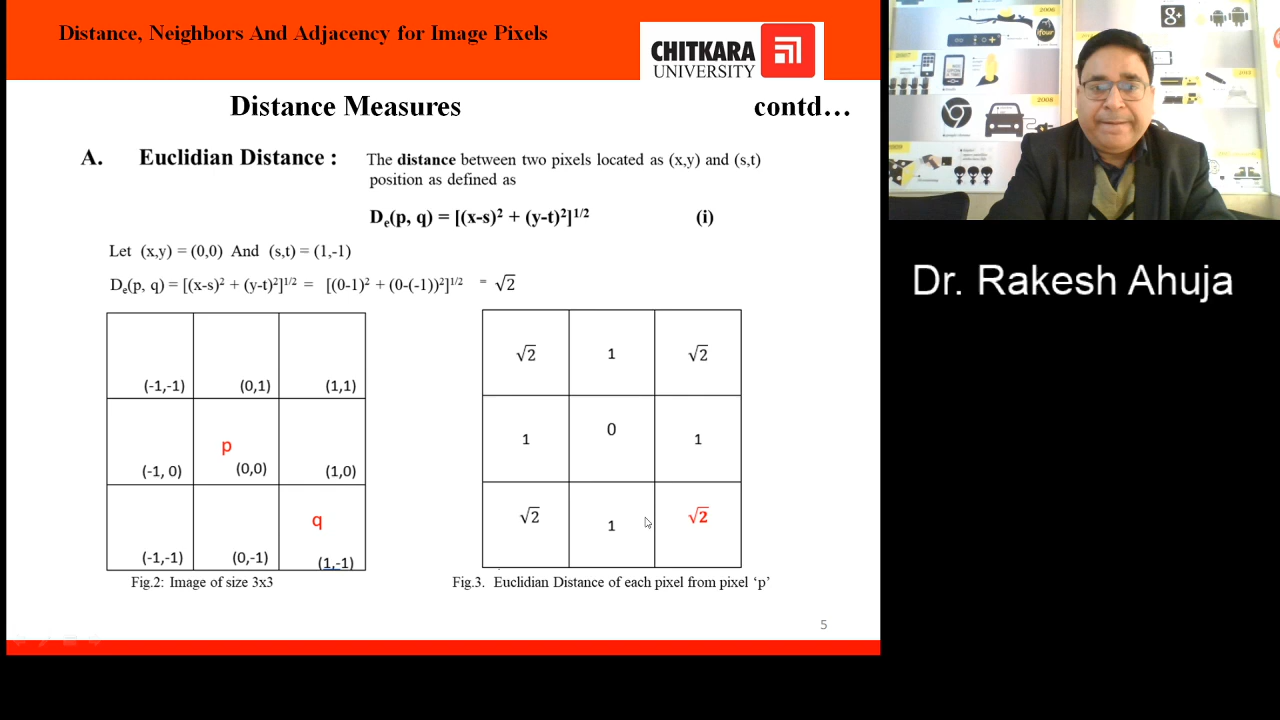 Distance, Neighbors And Adjacency for Image Pixels
CHITKARA
UNIVERSITY
Distance Measures contd…
A. Euclidian Distance : The distance between two pixels located as (x,y) and (s,t)
position as defined as
Dₑ(p, q) = [(x-s)² + (y-t)²]¹/² (i)
Let (x,y) = (0,0) And (s,t) = (1,-1)
Dₑ(p, q) = [(x-s)² + (y-t)²]¹/² = [(0-1)² + (0-(-1))²]¹/² = √2
(-1,-1) (0,1) (1,1)
p
(-1, 0) (0,0) (1,0)
q
(-1,-1) (0,-1) (1,-1)
Fig.2: Image of size 3x3
√2 1 √2
1 0 1
√2 1 √2
Fig.3. Euclidian Distance of each pixel from pixel ‘p’
5
g+
2008
ifour
Dr. Rakesh Ahuja